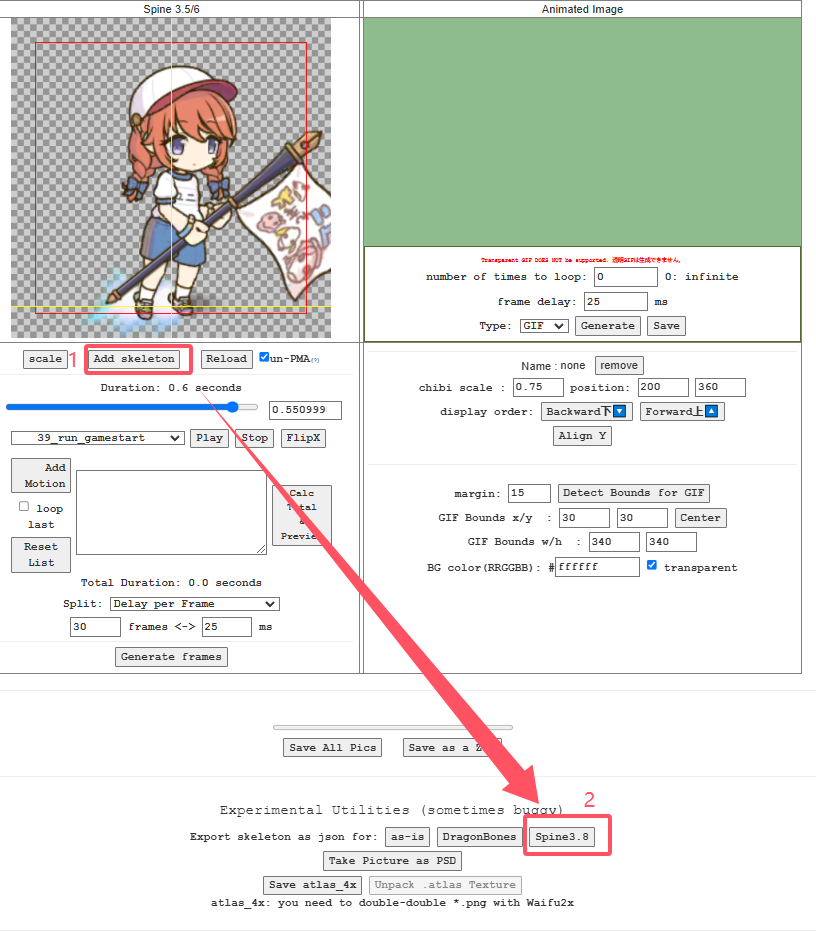 Spine 3.5/6
Animated Image
Transparent GIF DOES NOT be supported. 透明GIFは生成できません。
number of times to loop: 0 0: infinite
frame delay: 25 ms
Type: GIF Generate Save
scale 1 Add skeleton Reload un-PMA[?]
Duration: 0.6 seconds
0.550999
39_run_gamestart Play Stop FlipX
Add Motion
loop last
Reset List
Calc Total & Preview
Total Duration: 0.0 seconds
Split: Delay per Frame
30 frames <-> 25 ms
Generate frames
Name : none remove
chibi scale : 0.75 position: 200 360
display order: Backward下 Forward上
Align Y
margin: 15 Detect Bounds for GIF
GIF Bounds x/y : 30 30 Center
GIF Bounds w/h : 340 340
BG color(RRGGBB): # ffffff transparent
Save All Pics Save as a
2
Experimental Utilities (sometimes buggy)
Export skeleton as json for: as-is DragonBones Spine3.8
Take Picture as PSD
Save atlas_4x Unpack .atlas Texture
atlas_4x: you need to double-double *.png with Waifu2x